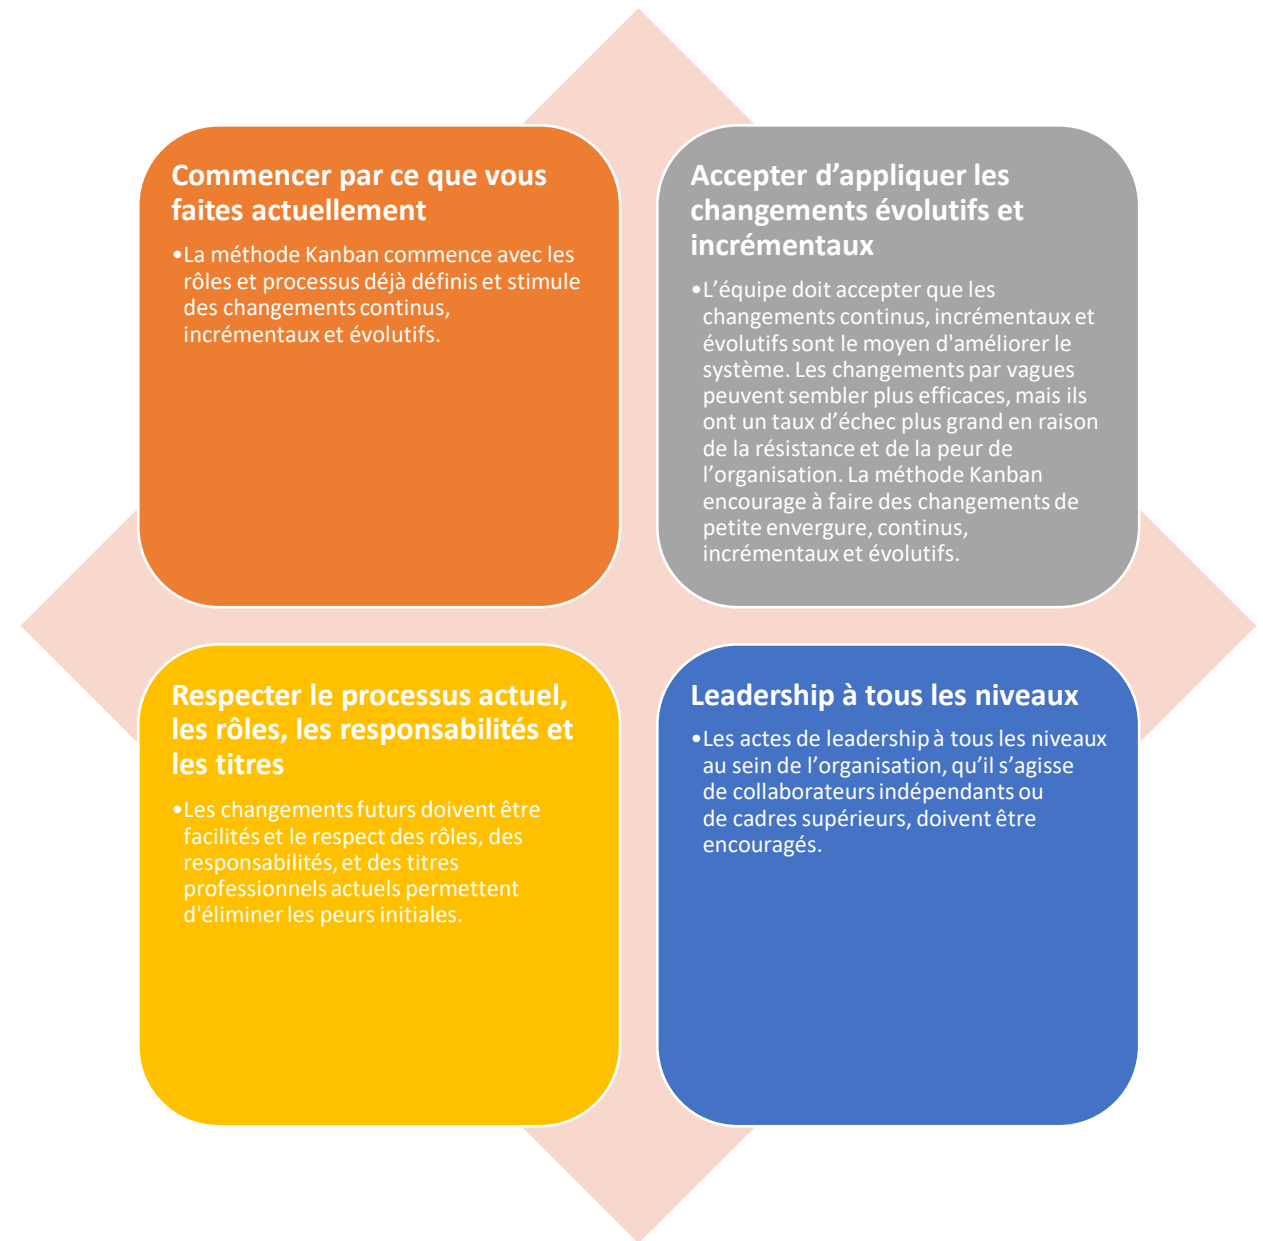 Commencer par ce que vous
faites actuellement
•La méthode Kanban commence avec les
rôles et processus déjà définis et stimule
des changements continus,
incrémentaux et évolutifs.
Accepter d’appliquer les
changements évolutifs et
incrémentaux
•L’équipe doit accepter que les
changements continus, incrémentaux et
évolutifs sont le moyen d'améliorer le
système. Les changements par vagues
peuvent sembler plus efficaces, mais ils
ont un taux d’échec plus grand en raison
de la résistance et de la peur de
l’organisation. La méthode Kanban
encourage à faire des changements de
petite envergure, continus,
incrémentaux et évolutifs.
Respecter le processus actuel,
les rôles, les responsabilités et
les titres
•Les changements futurs doivent être
facilités et le respect des rôles, des
responsabilités, et des titres
professionnels actuels permettent
d'éliminer les peurs initiales.
Leadership à tous les niveaux
•Les actes de leadership à tous les niveaux
au sein de l’organisation, qu’il s’agisse
de collaborateurs indépendants ou
de cadres supérieurs, doivent être
encouragés.